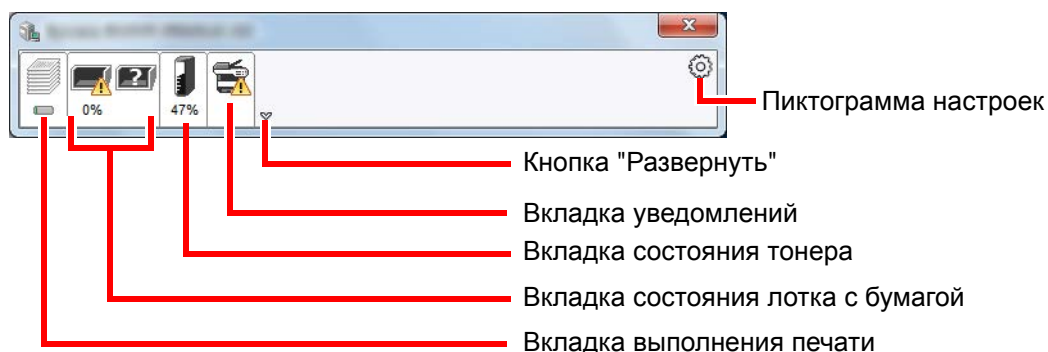 0%
?
47%
Пиктограмма настроек
Кнопка "Развернуть"
Вкладка уведомлений
Вкладка состояния тонера
Вкладка состояния лотка с бумагой
Вкладка выполнения печати